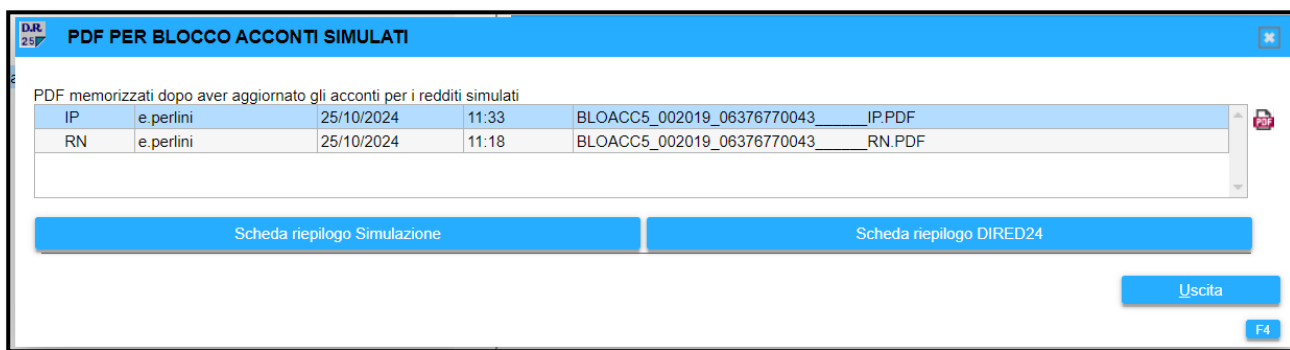 D.R. 25 PDF PER BLOCCO ACCONTI SIMULATI
PDF memorizzati dopo aver aggiornato gli acconti per i redditi simulati
IP e.perlini 25/10/2024 11:33 BLOACC5_002019_06376770043______IP.PDF
RN e.perlini 25/10/2024 11:18 BLOACC5_002019_06376770043______RN.PDF
PDF
Scheda riepilogo Simulazione Scheda riepilogo DIRED24
Uscita
F4